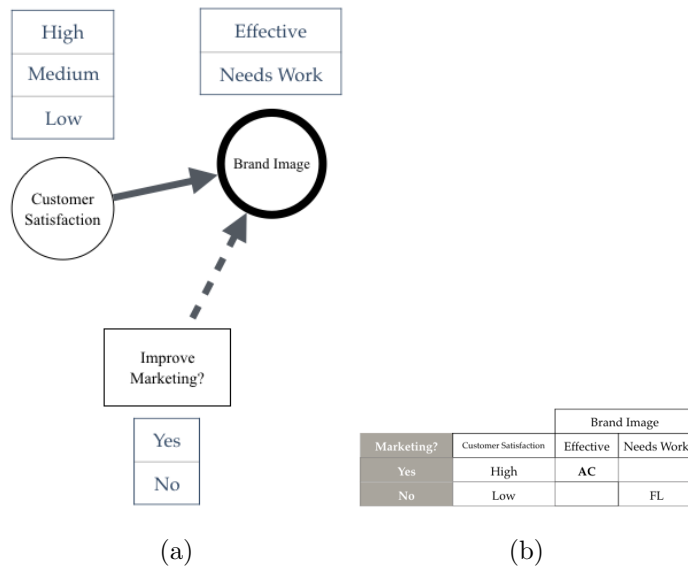 High
Medium
Low
Effective
Needs Work
Brand Image
Customer
Satisfaction
Improve
Marketing?
Yes
No
(a)
Brand Image
Marketing? Customer Satisfaction Effective Needs Work
Yes High AC
No Low FL
(b)